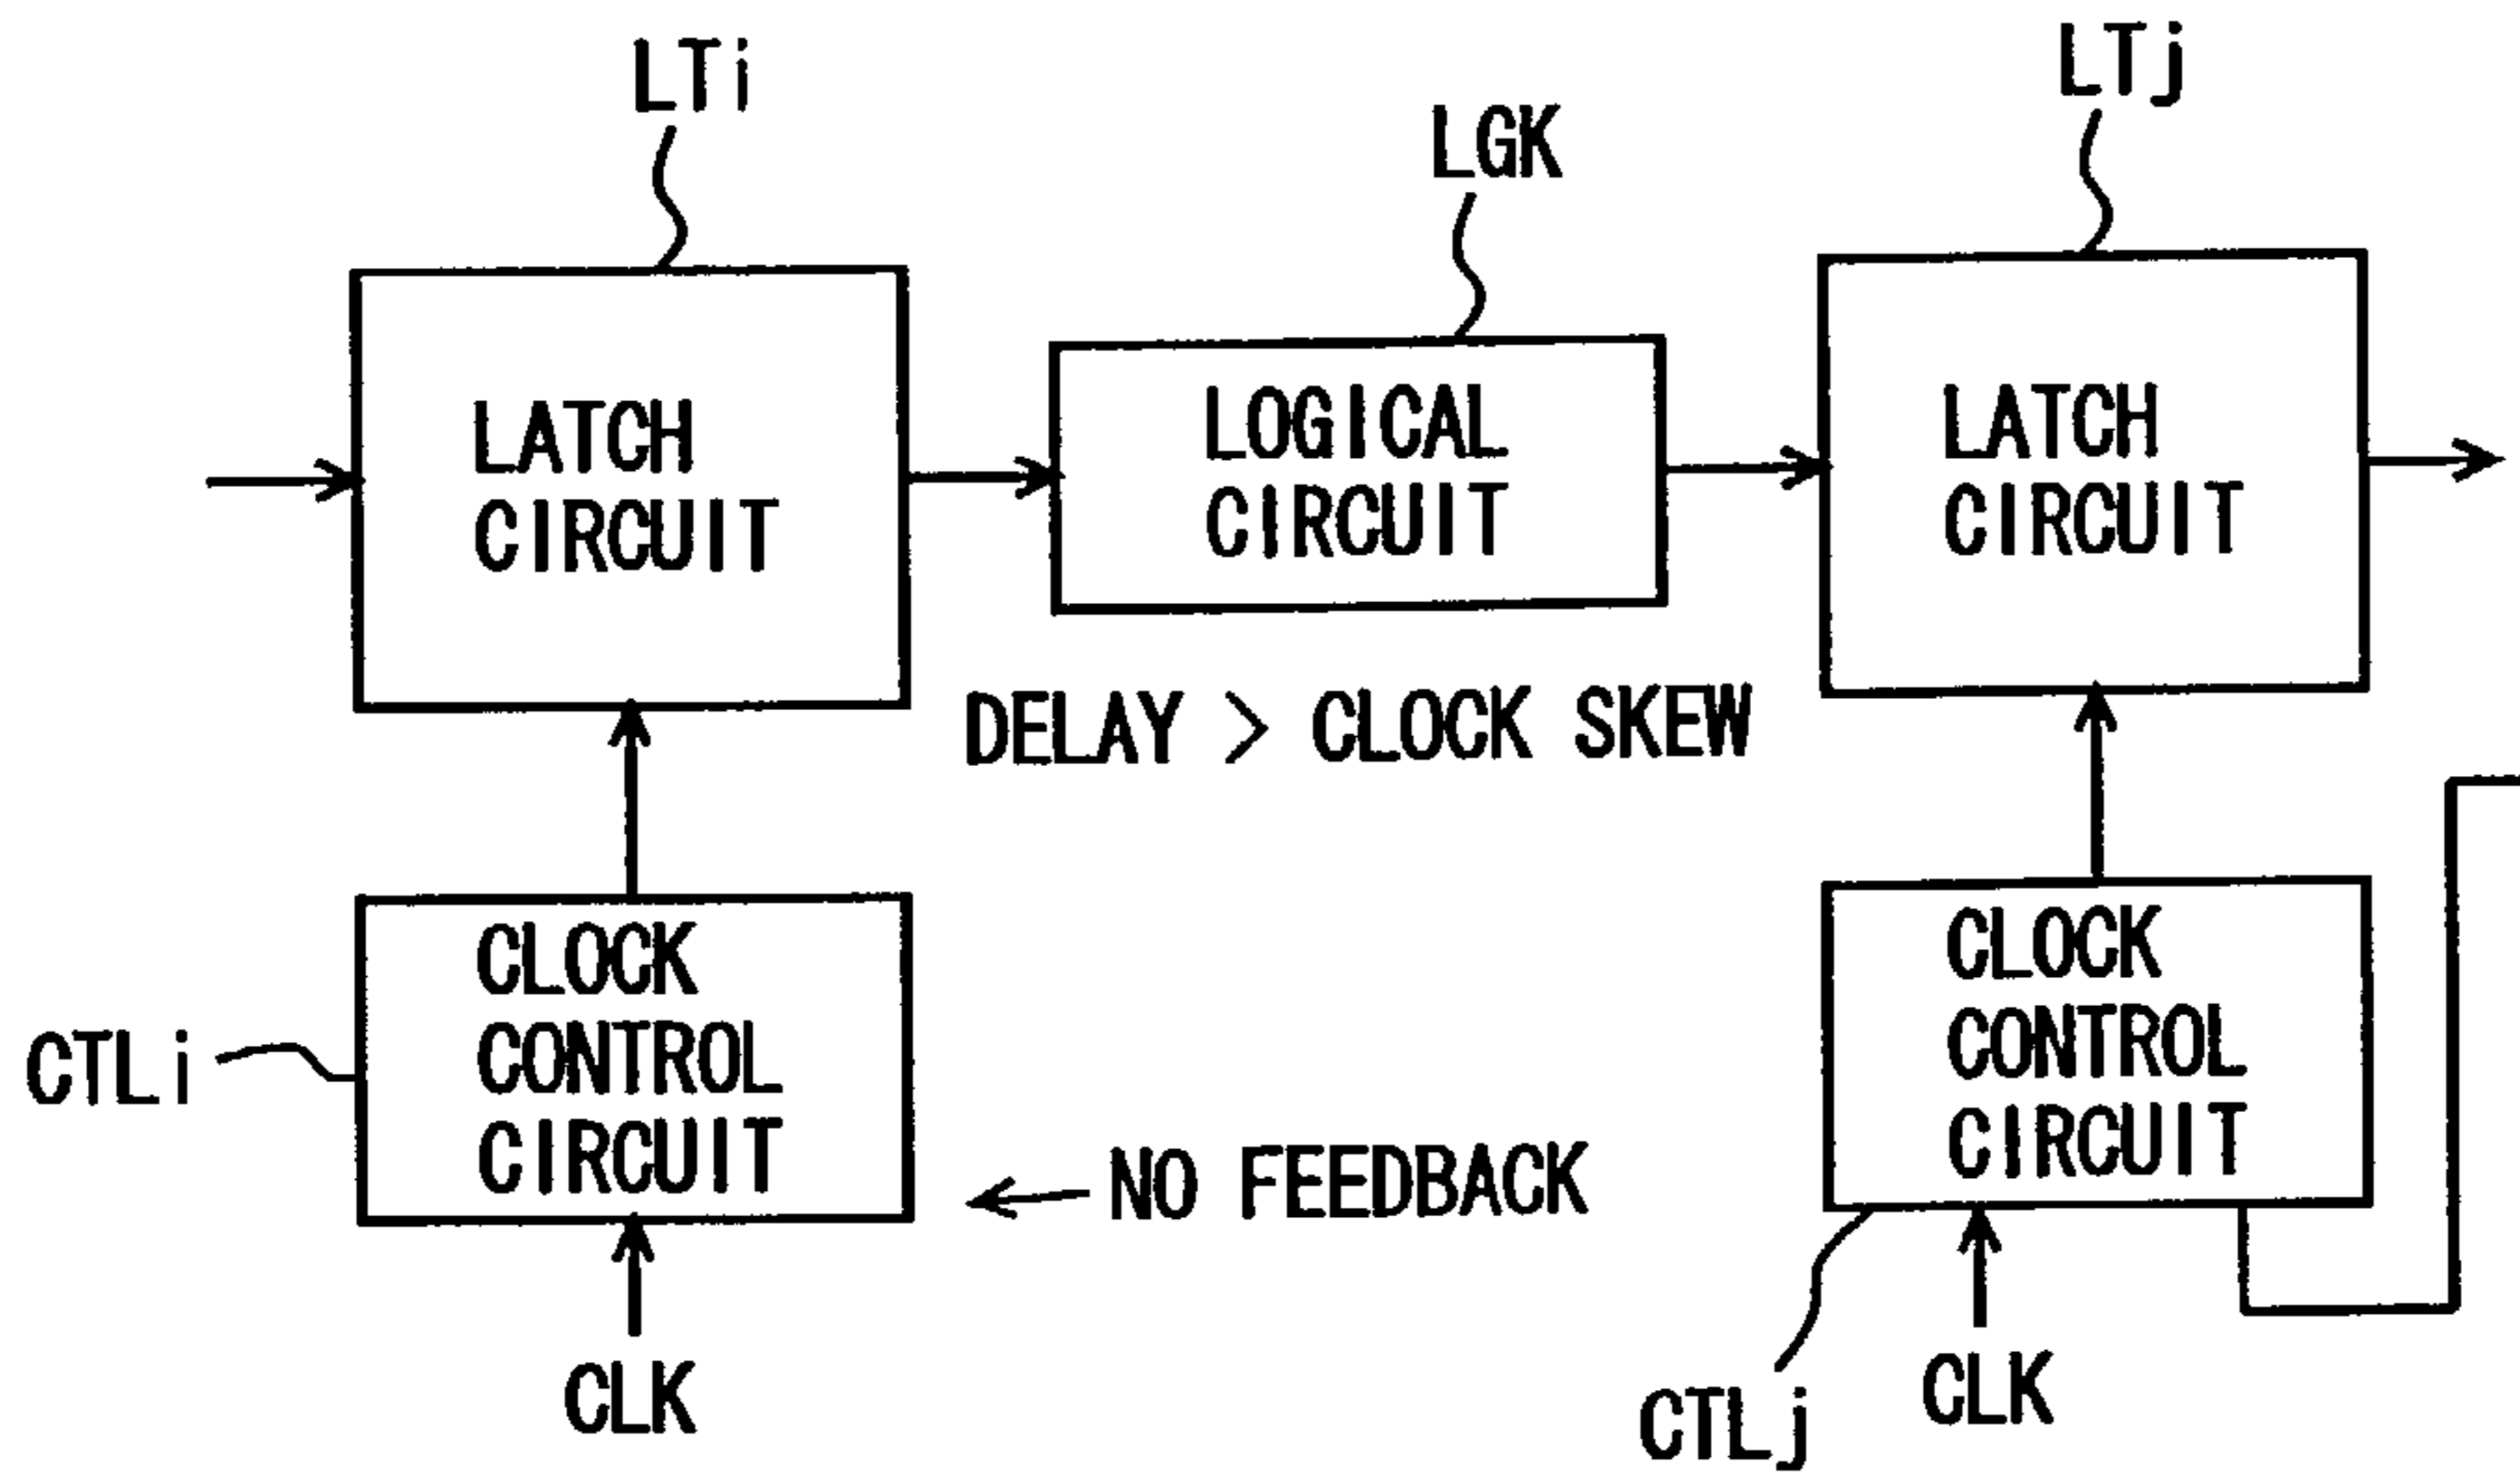 LTi
LTj
LGK
LATCH
CIRCUIT
LOGICAL
CIRCUIT
LATCH
CIRCUIT
DELAY > CLOCK SKEW
CLOCK
CONTROL
CIRCUIT
CLOCK
CONTROL
CIRCUIT
CTLi
NO FEEDBACK
CLK
CLK
CTLj